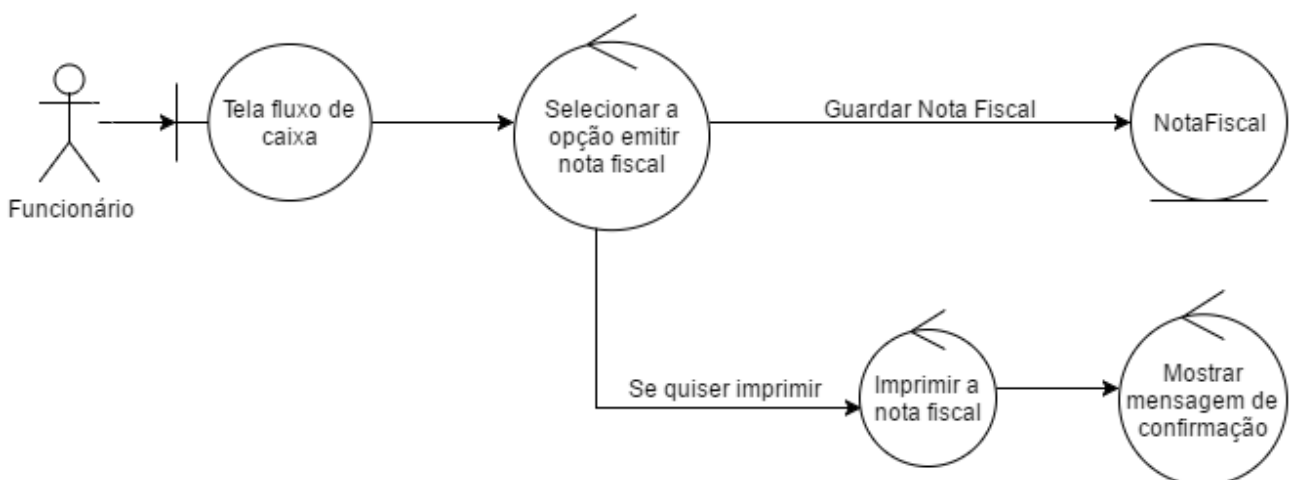 Funcionário
Tela fluxo de
caixa
Selecionar a
opção emitir
nota fiscal
Guardar Nota Fiscal
NotaFiscal
Se quiser imprimir
Imprimir a
nota fiscal
Mostrar
mensagem de
confirmação